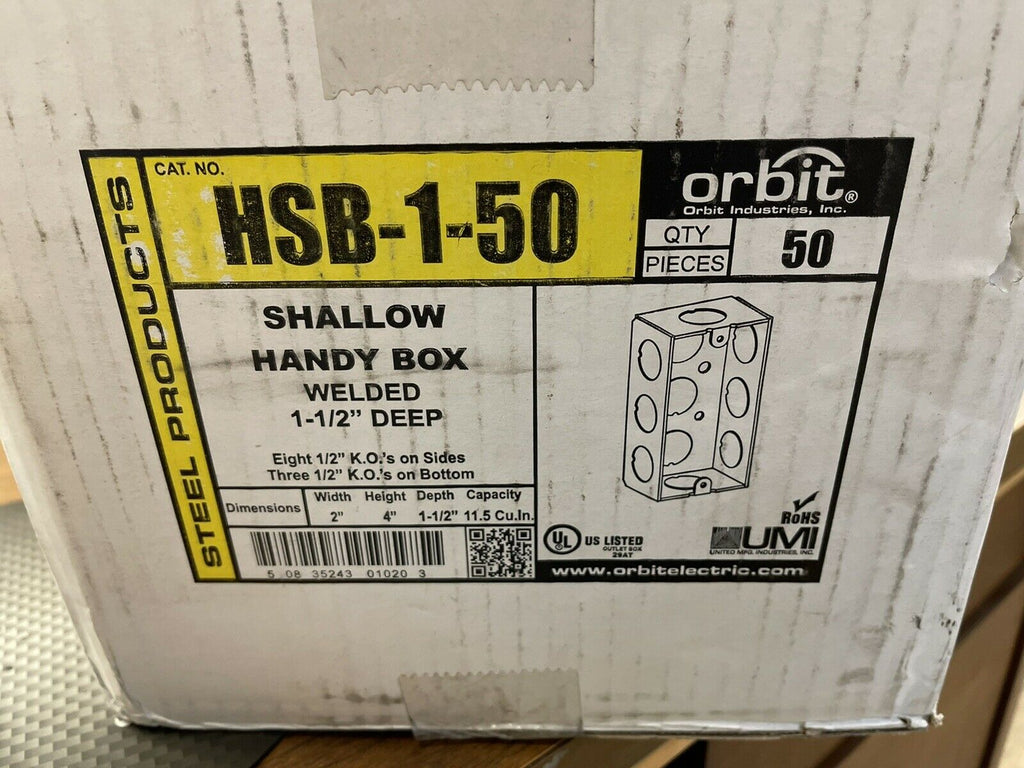 STEEL PRODUCTS
CAT. NO.
HSB-1-50
orbit®
Orbit Industries, Inc.
QTY
PIECES
50
SHALLOW
HANDY BOX
WELDED
1-1/2" DEEP
Eight 1/2" K.O.'s on Sides
Three 1/2" K.O.'s on Bottom
Dimensions
Width Height Depth Capacity
2" 4" 1-1/2" 11.5 Cu.In.
5 08 35243 01020 3
UL US LISTED
OUTLET BOX
29AT
RoHS
UMI
UNITED MFG. INDUSTRIES, INC.
www.orbitelectric.com